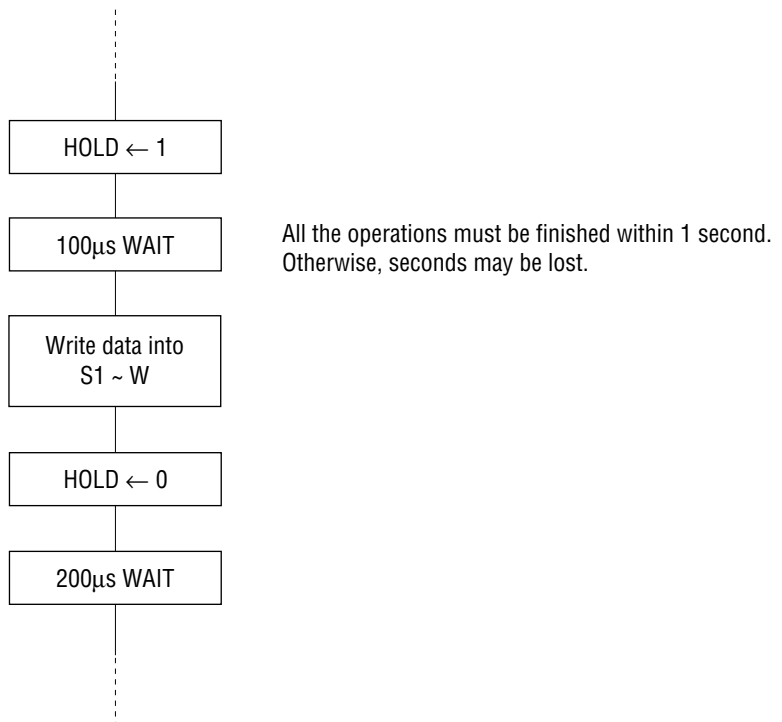 HOLD ← 1
100μs WAIT
All the operations must be finished within 1 second.
Otherwise, seconds may be lost.
Write data into
S1 ~ W
HOLD ← 0
200μs WAIT